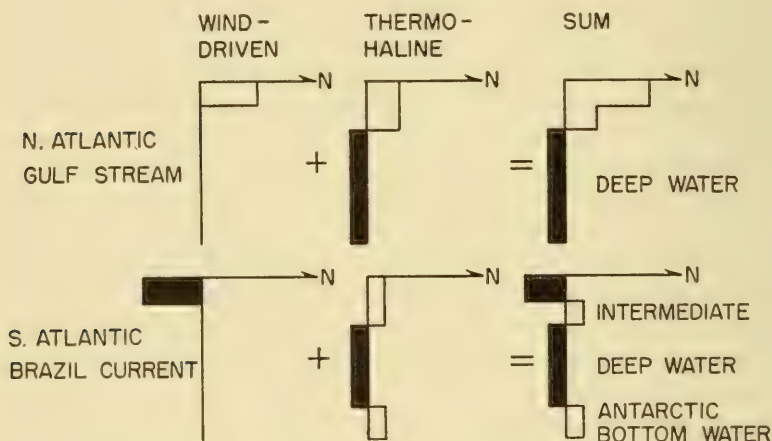 WIND-
DRIVEN
THERMO-
HALINE
SUM
N
N
N
N. ATLANTIC
GULF STREAM
+
=
DEEP WATER
N
N
N
S. ATLANTIC
BRAZIL CURRENT
+
=
INTERMEDIATE
DEEP WATER
ANTARCTIC
BOTTOM WATER